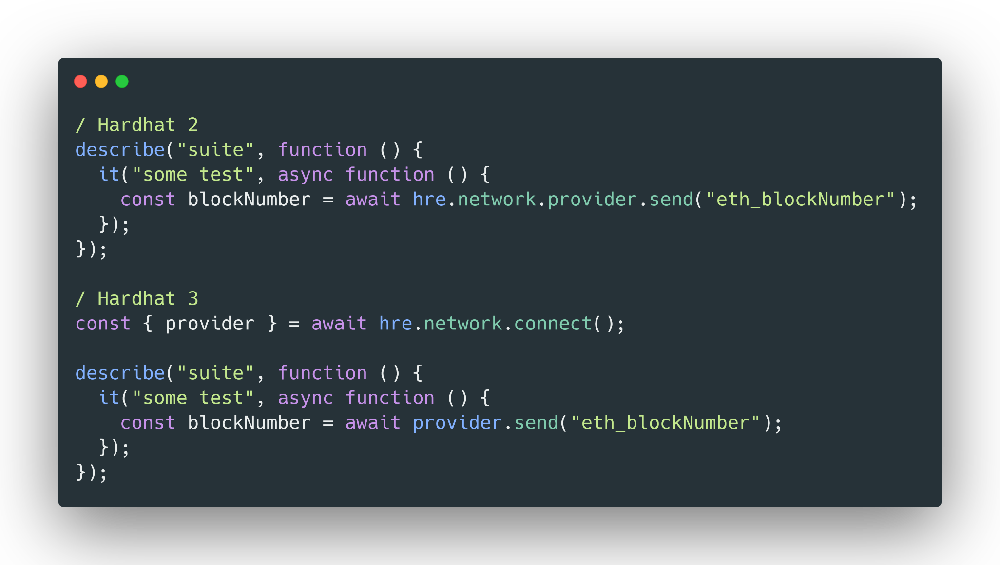 / Hardhat 2
describe("suite", function () {
  it("some test", async function () {
    const blockNumber = await hre.network.provider.send("eth_blockNumber");
  });
});

/ Hardhat 3
const { provider } = await hre.network.connect();

describe("suite", function () {
  it("some test", async function () {
    const blockNumber = await provider.send("eth_blockNumber");
  });
});